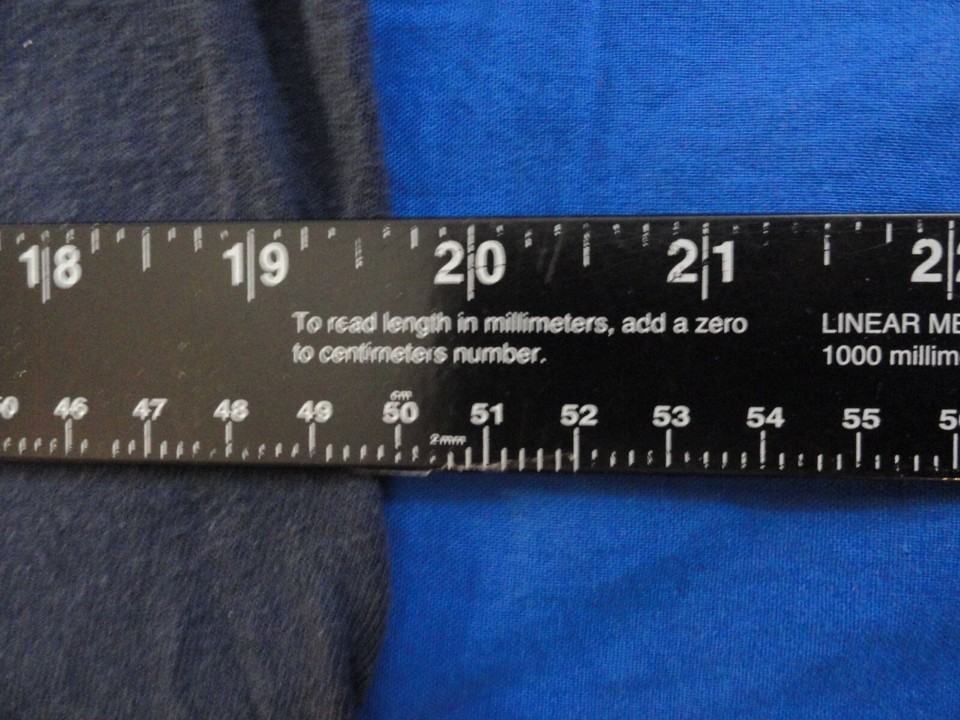 18 19 20 21
To read length in millimeters, add a zero
to centimeters number.
LINEAR ME
1000 millim
46 47 48 49 50 51 52 53 54 55
2mm